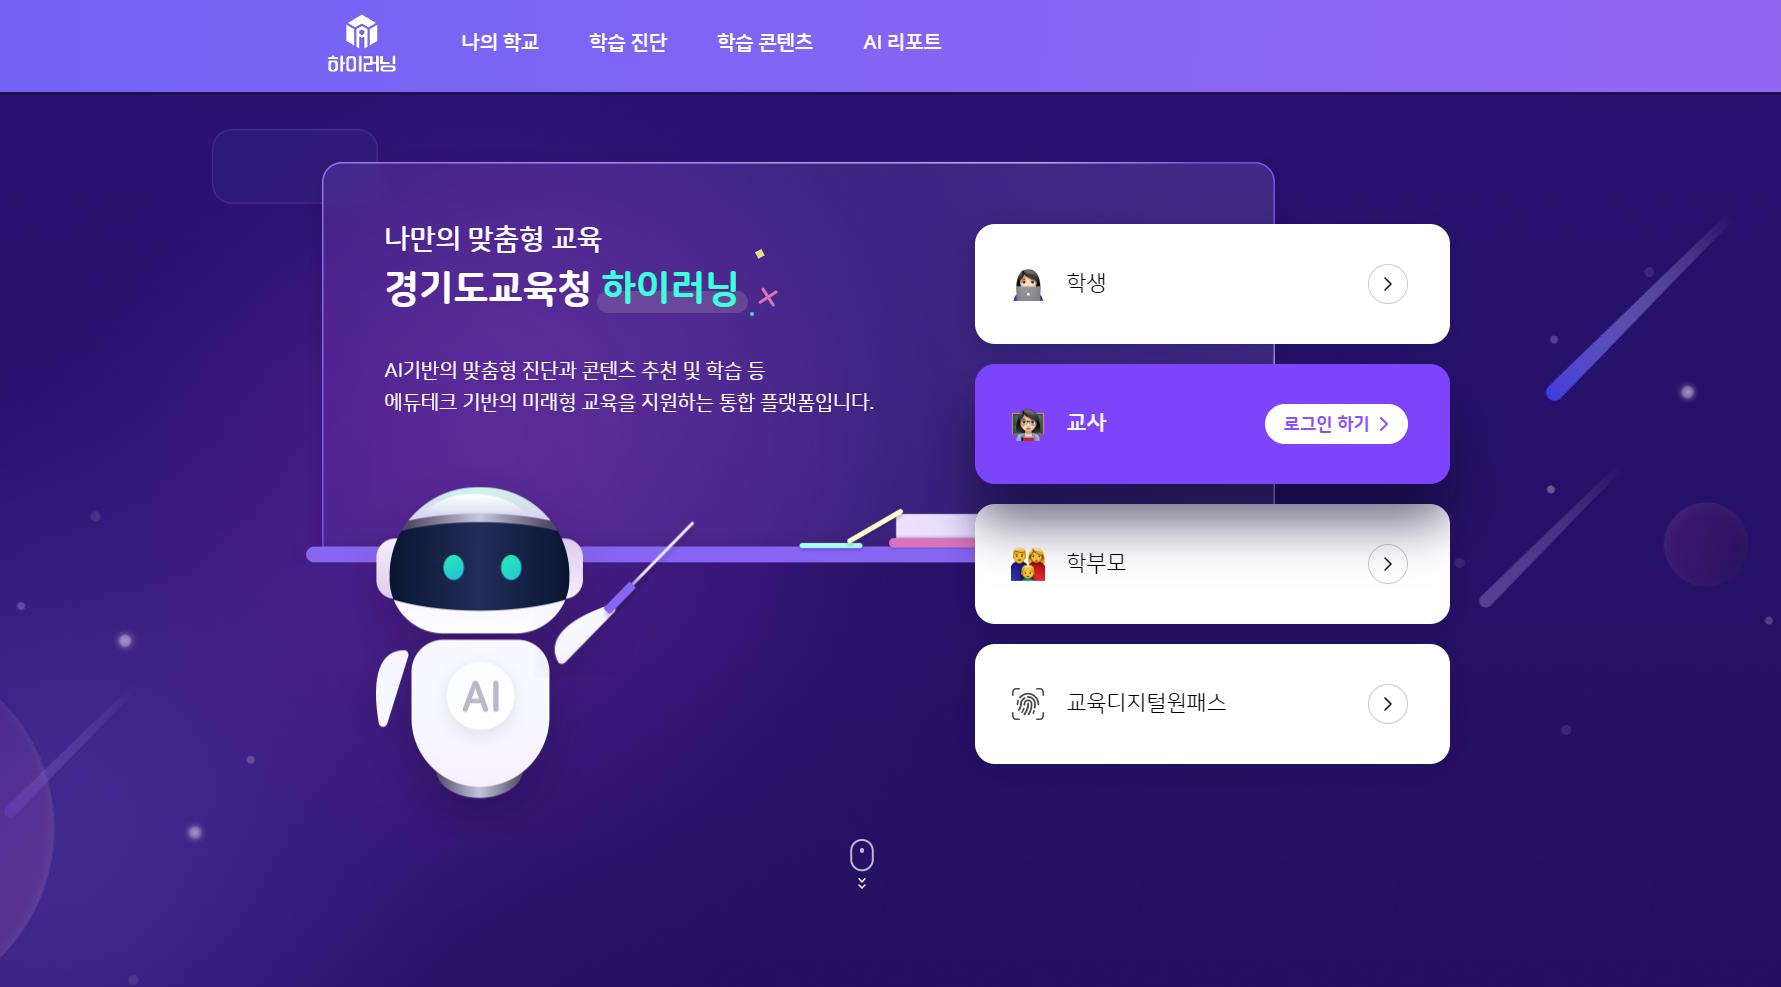 하이러닝
나의 학교
학습 진단
학습 콘텐츠
AI 리포트
나만의 맞춤형 교육
경기도교육청 하이러닝
AI기반의 맞춤형 진단과 콘텐츠 추천 및 학습 등
에듀테크 기반의 미래형 교육을 지원하는 통합 플랫폼입니다.
AI
학생
교사
로그인 하기
학부모
교육디지털원패스